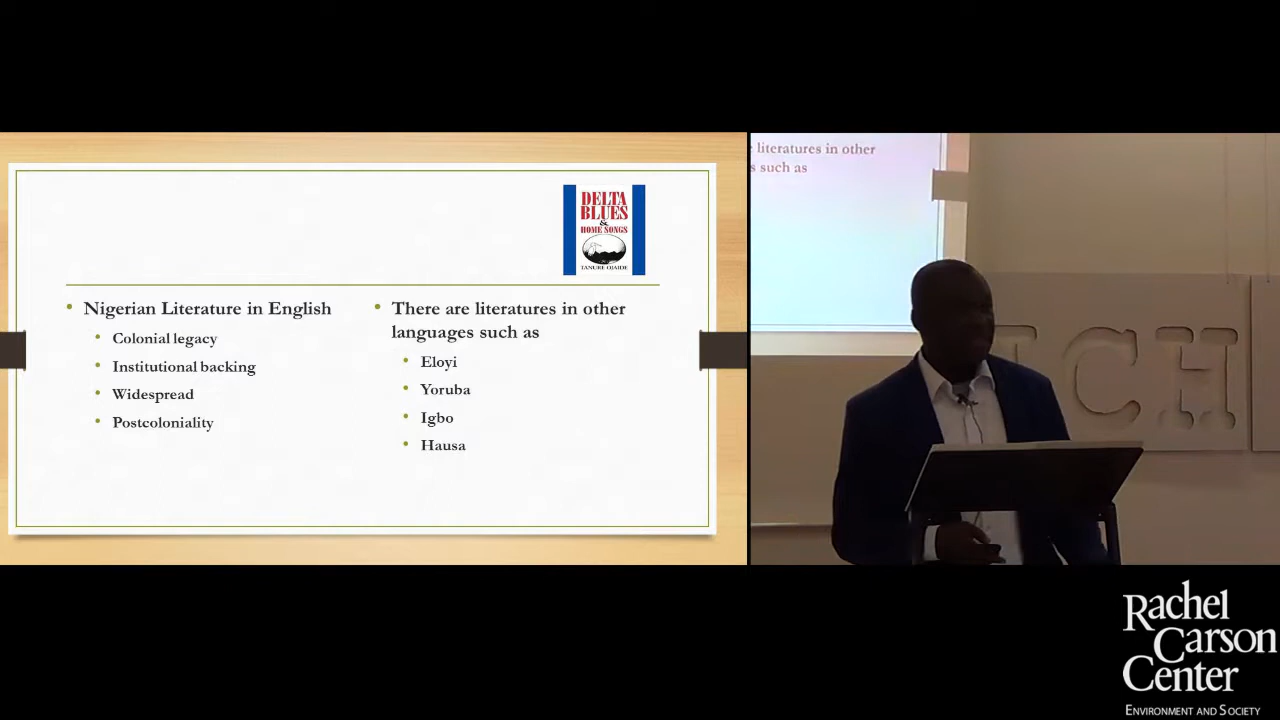 DELTA
BLUES
&
HOME SONGS
TANURE OJAIDE
• Nigerian Literature in English
• Colonial legacy
• Institutional backing
• Widespread
• Postcoloniality
• There are literatures in other
languages such as
• Eloyi
• Yoruba
• Igbo
• Hausa
literatures in other
s such as
ICH
Rachel
Carson
Center
ENVIRONMENT AND SOCIETY